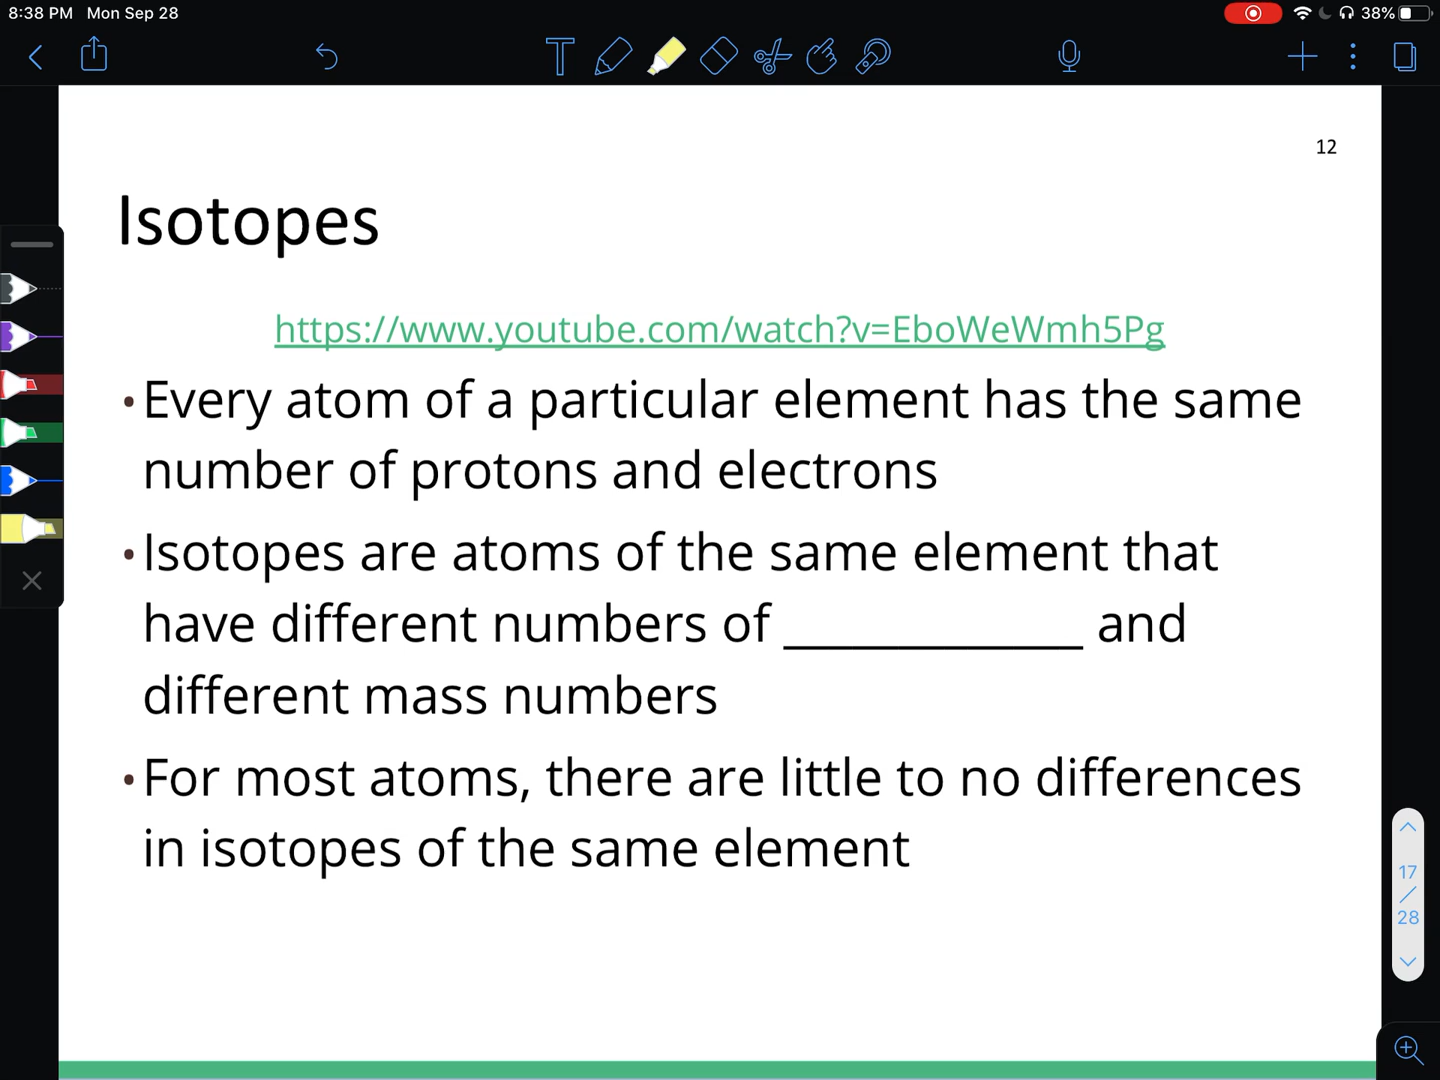 8:38 PM Mon Sep 28
38%
T
12
Isotopes
https://www.youtube.com/watch?v=EboWeWmh5Pg
• Every atom of a particular element has the same
number of protons and electrons
• Isotopes are atoms of the same element that
have different numbers of ____________ and
different mass numbers
• For most atoms, there are little to no differences
in isotopes of the same element
17
/
28